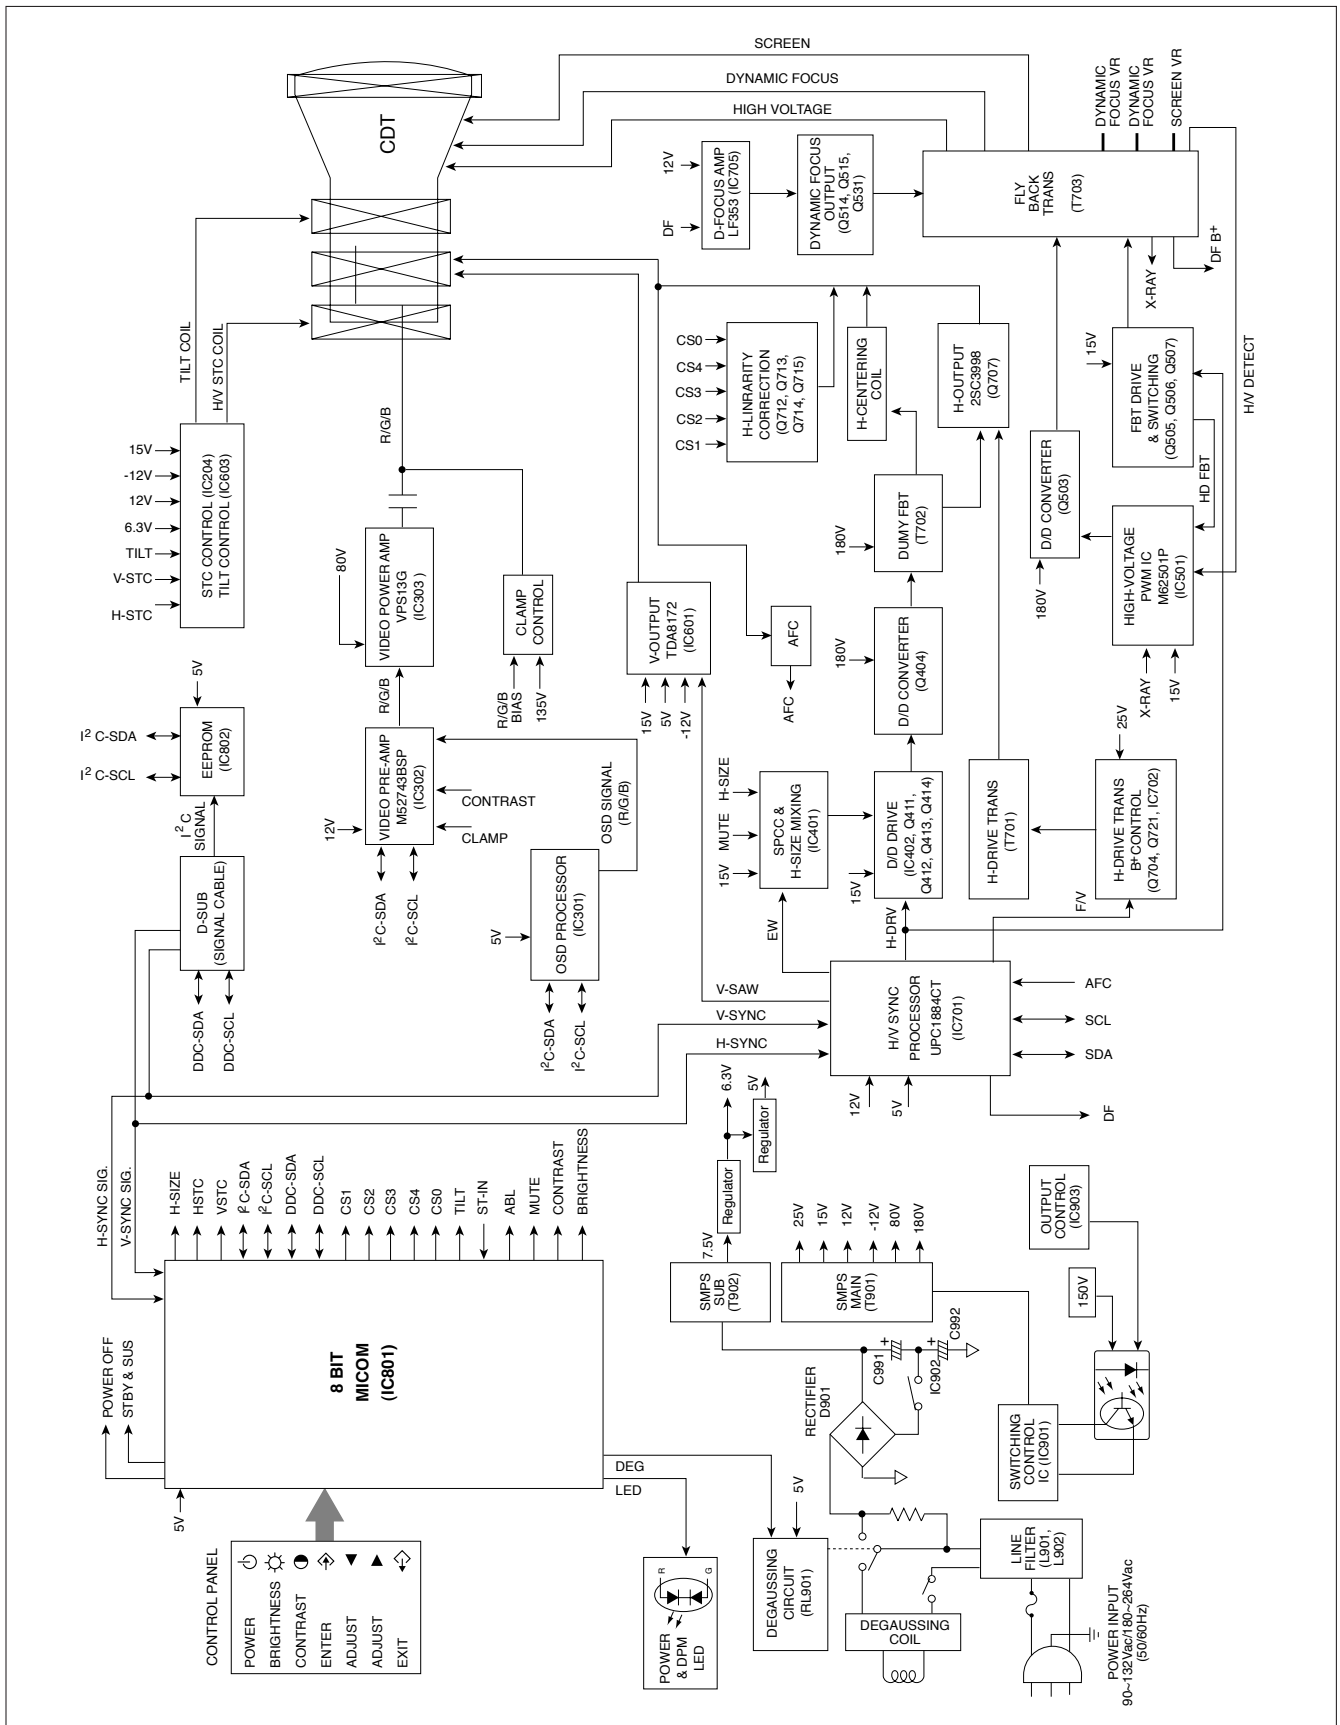 SCREEN
DYNAMIC FOCUS
HIGH VOLTAGE
CDT
DYNAMIC
FOCUS VR
DYNAMIC
FOCUS VR
SCREEN VR
12V
DF
D-FOCUS AMP
LF353 (IC705)
DYNAMIC FOCUS
OUTPUT
(Q514, Q515,
Q531)
FLY
BACK
TRANS
(T703)
X-RAY
DF B+
H/V DETECT
TILT COIL
H/V STC COIL
15V
-12V
12V
6.3V
TILT
V-STC
H-STC
STC CONTROL (IC204)
TILT CONTROL (IC603)
R/G/B
80V
VIDEO POWER AMP
VPS13G
(IC303 )
CLAMP
CONTROL
R/G/B
BIAS
135V
CS0
CS4
CS3
CS2
CS1
H-LINRARITY
CORRECTION
(Q712, Q713,
Q714, Q715)
H-CENTERING
COIL
H-OUTPUT
2SC3998
(Q707)
15V
FBT DRIVE
& SWITCHING
(Q505, Q506, Q507)
HD FBT
D/D CONVERTER
(Q503)
180V
HIGH-VOLTAGE
PWM IC
M62501P
(IC501)
X-RAY
15V
180V
DUMY FBT
(T702)
V-OUTPUT
TDA8172
(IC601)
15V
5V
-12V
AFC
AFC
180V
D/D CONVERTER
(Q404)
5V
EEPROM
(IC802)
I2 C-SDA
I2 C-SCL
I2 C
SIGNAL
R/G/B
VIDEO PRE-AMP
M52743BSP
(IC302)
12V
CONTRAST
CLAMP
I2C-SDA
I2C-SCL
OSD SIGNAL
(R/G/B)
5V
OSD PROCESSOR
(IC301)
I2C-SDA
I2C-SCL
D-SUB
(SIGNAL CABLE)
DDC-SDA
DDC-SCL
H-SIZE
MUTE
15V
SPCC &
H-SIZE MIXING
(IC401)
15V
D/D DRIVE
(IC402, Q411,
Q412, Q413, Q414)
H-DRIVE TRANS
(T701)
25V
H-DRIVE TRANS
B+ CONTROL
(Q704, Q721, IC702)
EW
H-DRV
F/V
V-SAW
V-SYNC
H-SYNC
H/V SYNC
PROCESSOR
UPC1884CT
(IC701)
AFC
SCL
SDA
12V
5V
DF
6.3V
5V
Regulator
Regulator
7.5V
H-SYNC SIG.
V-SYNC SIG.
H-SIZE
HSTC
VSTC
I2C-SDA
I2C-SCL
DDC-SDA
DDC-SCL
CS1
CS2
CS3
CS4
CS0
TILT
ST-IN
ABL
MUTE
CONTRAST
BRIGHTNESS
POWER OFF
STBY & SUS
8 BIT
MICOM
(IC801)
5V
DEG
LED
SMPS
SUB
(T902)
25V
15V
12V
-12V
80V
180V
SMPS
MAIN
(T901)
OUTPUT
CONTROL
(IC903)
150V
SWITCHING
CONTROL
IC (IC901)
RECTIFIER
D901
C991
+
IC902
+
C992
CONTROL PANEL
POWER
BRIGHTNESS
CONTRAST
ENTER
ADJUST
ADJUST
EXIT
R
G
POWER
& DPM
LED
5V
DEGAUSSING
CIRCUIT
(RL901)
DEGAUSSING
COIL
LINE
FILTER
(L901,
L902)
POWER INPUT
90~132Vac/180~264Vac
(50/60Hz)